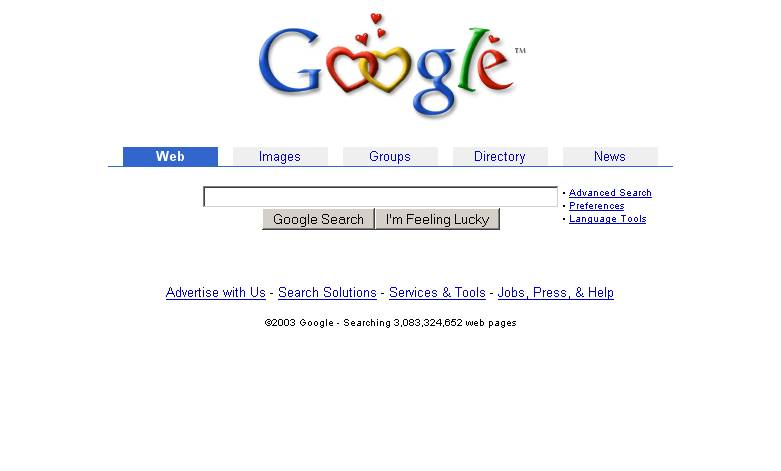 Google™
Web Images Groups Directory News
• Advanced Search
• Preferences
• Language Tools
Google Search I'm Feeling Lucky
Advertise with Us - Search Solutions - Services & Tools - Jobs, Press, & Help
©2003 Google - Searching 3,083,324,652 web pages